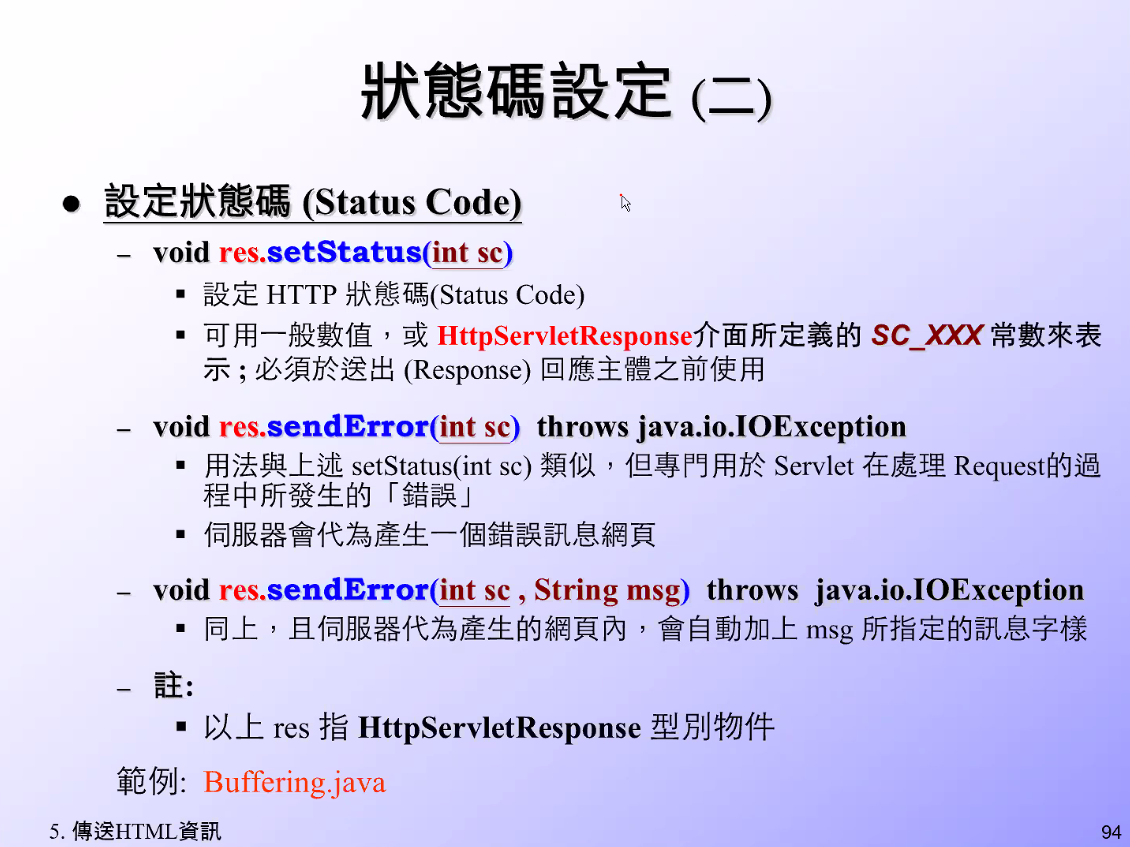 狀態碼設定 (二)
● 設定狀態碼 (Status Code)
– void res.setStatus(int sc)
▪ 設定 HTTP 狀態碼(Status Code)
▪ 可用一般數值，或 HttpServletResponse介面所定義的 SC_XXX 常數來表
示 ; 必須於送出 (Response) 回應主體之前使用
– void res.sendError(int sc) throws java.io.IOException
▪ 用法與上述 setStatus(int sc) 類似，但專門用於 Servlet 在處理 Request的過
程中所發生的「錯誤」
▪ 伺服器會代為產生一個錯誤訊息網頁
– void res.sendError(int sc , String msg) throws java.io.IOException
▪ 同上，且伺服器代為產生的網頁內，會自動加上 msg 所指定的訊息字樣
– 註:
▪ 以上 res 指 HttpServletResponse 型別物件
範例: Buffering.java
5. 傳送HTML資訊
94